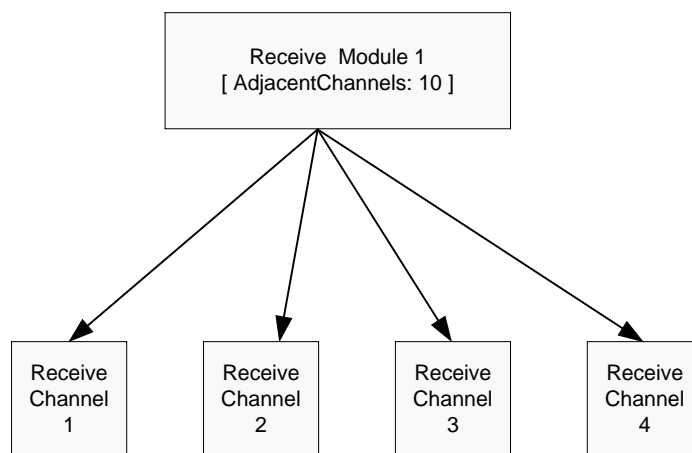 Receive Module 1
[ AdjacentChannels: 10 ]
Receive
Channel
1
Receive
Channel
2
Receive
Channel
3
Receive
Channel
4